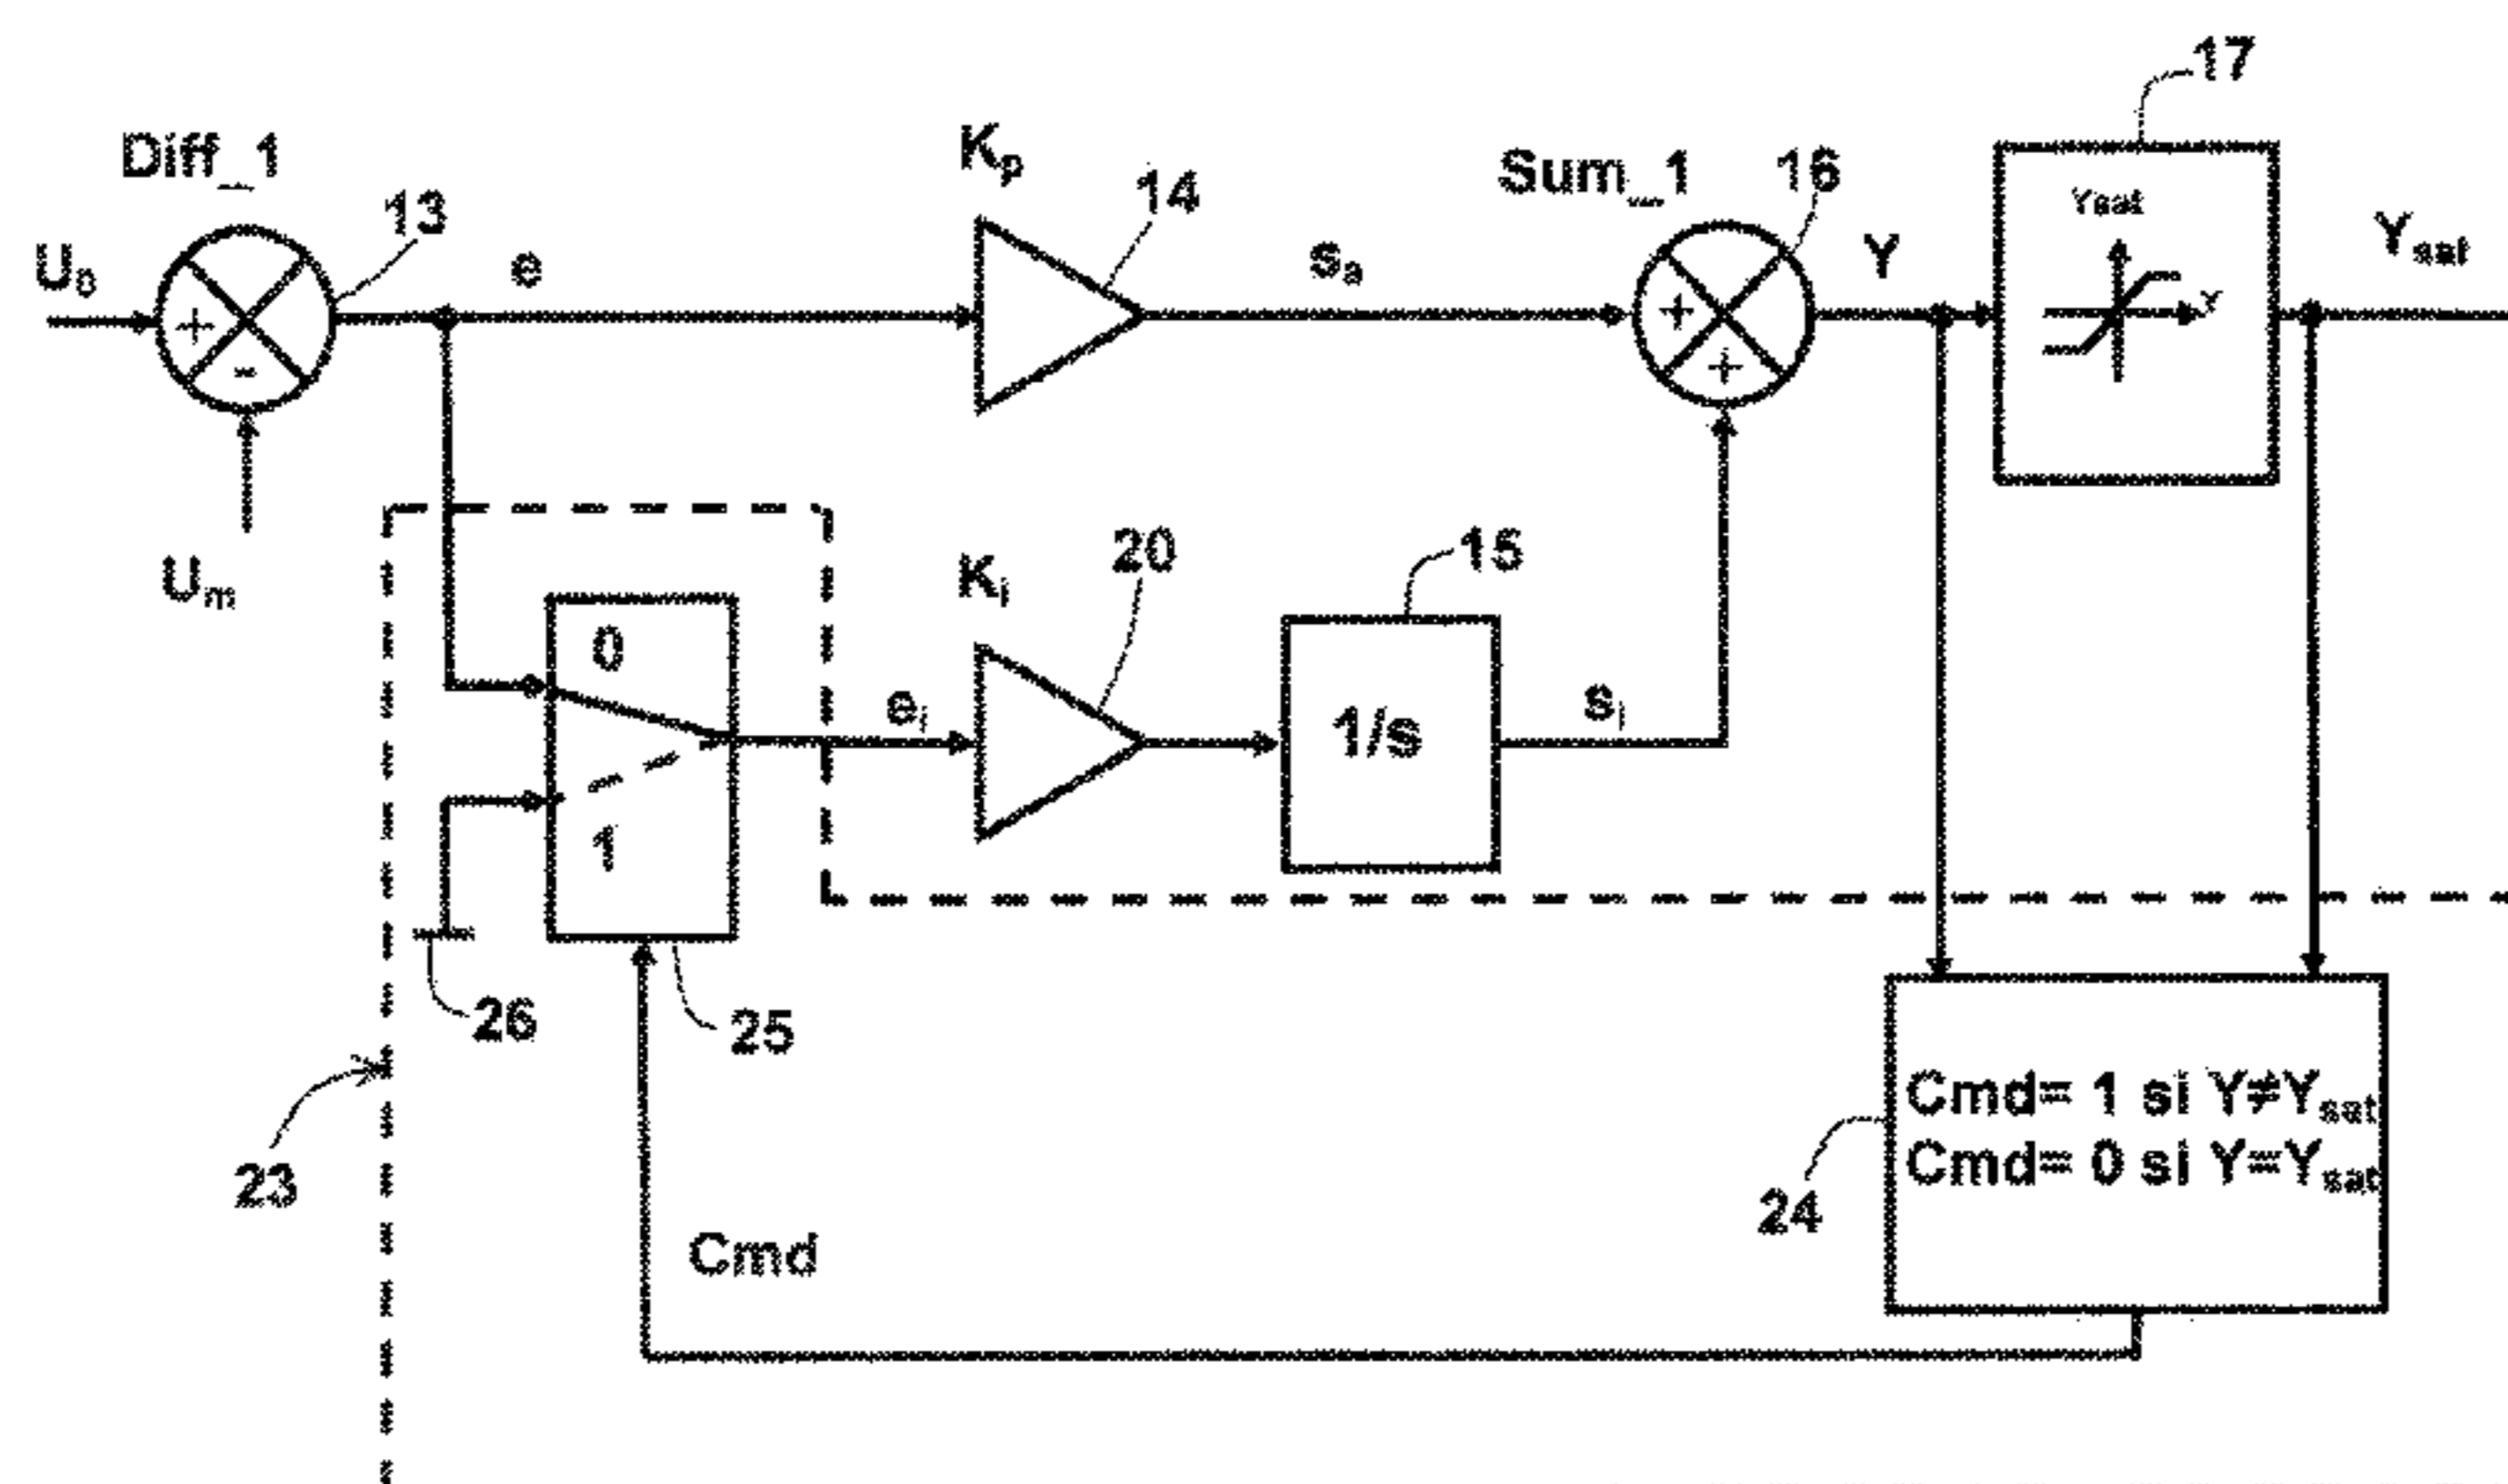 17
Diff_1
13
Kp
14
Sum_1
16
Ysat
U0
e
sa
Y
Ysat
Y
+
-
+
+
Um
Ki
20
15
0
ei
1/s
si
1
26
25
Cmd= 1 si Y≠Ysat
Cmd= 0 si Y=Ysat
23
24
Cmd